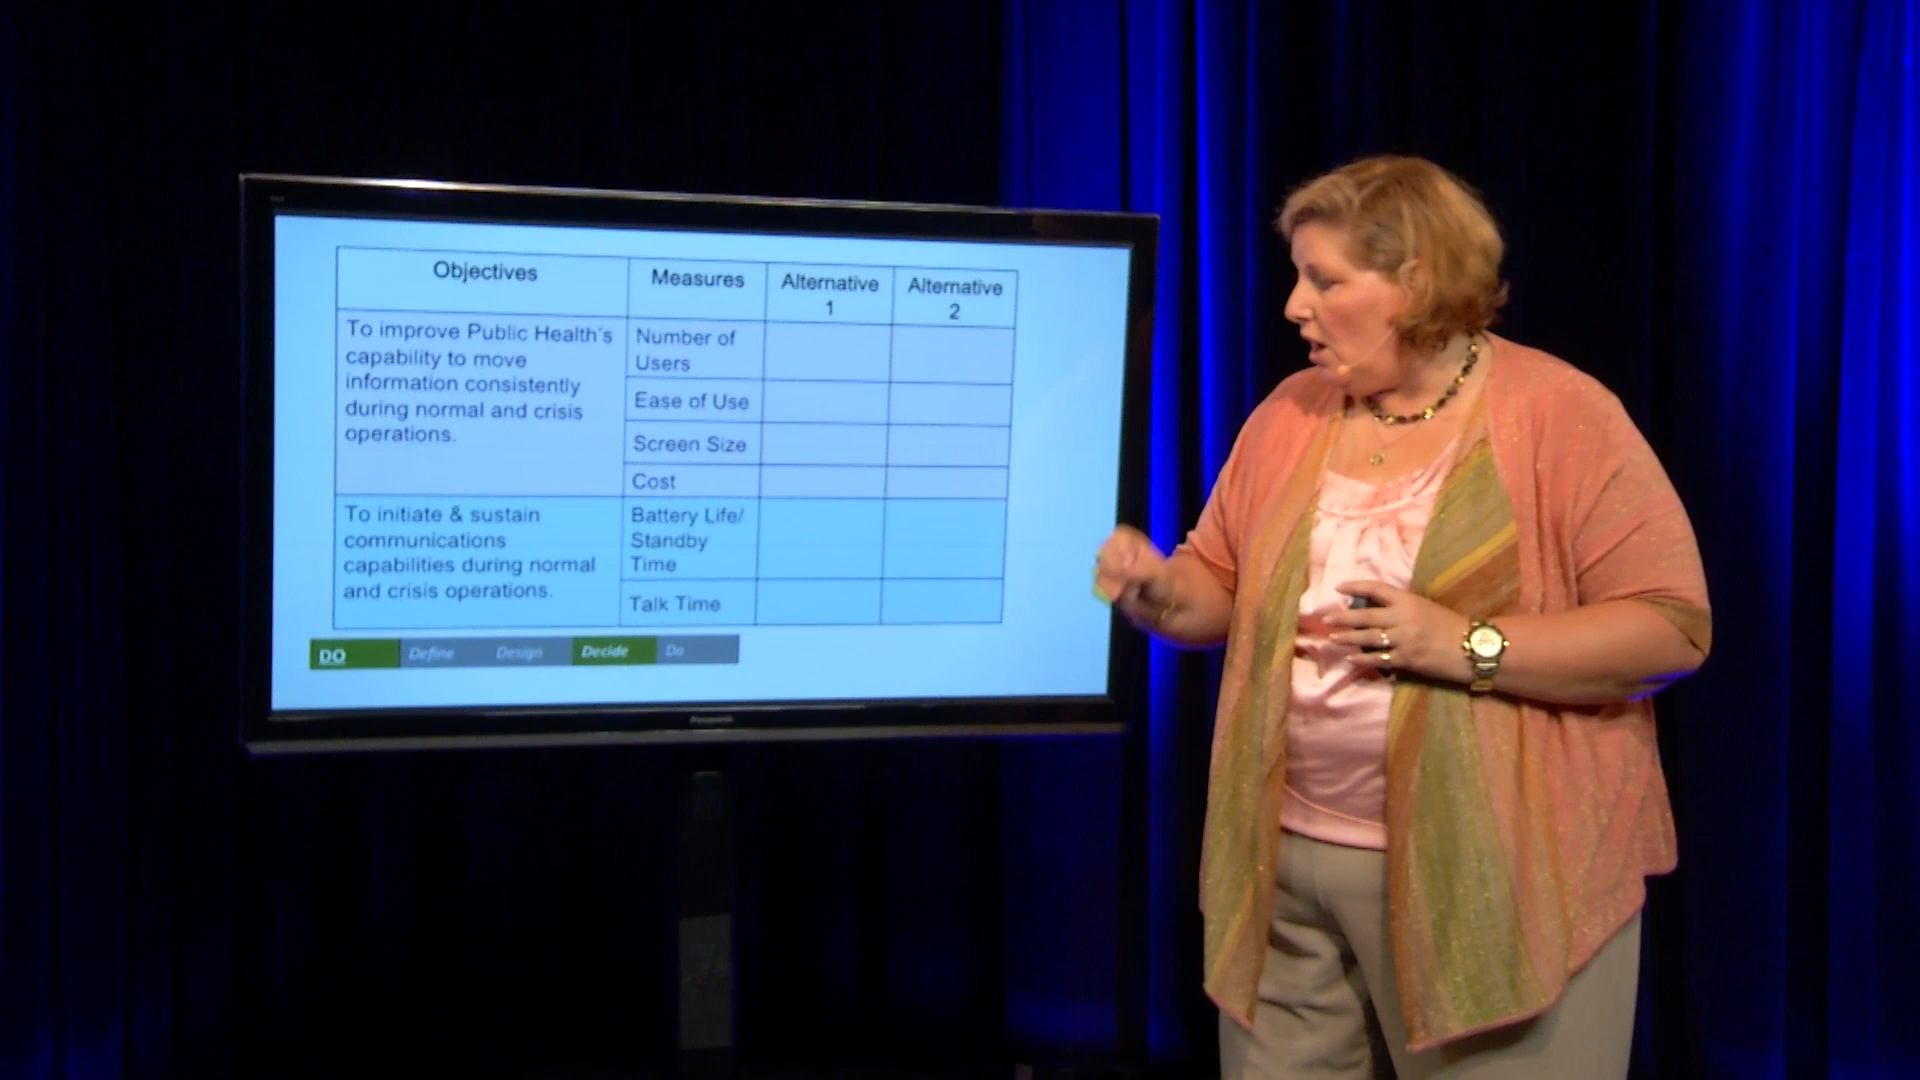 Objectives
Measures
Alternative
1
Alternative
2
To improve Public Health's
capability to move
information consistently
during normal and crisis
operations.
Number of
Users
Ease of Use
Screen Size
Cost
To initiate & sustain
communications
capabilities during normal
and crisis operations.
Battery Life/
Standby
Time
Talk Time
DO Define Design Decide Do
Panasonic